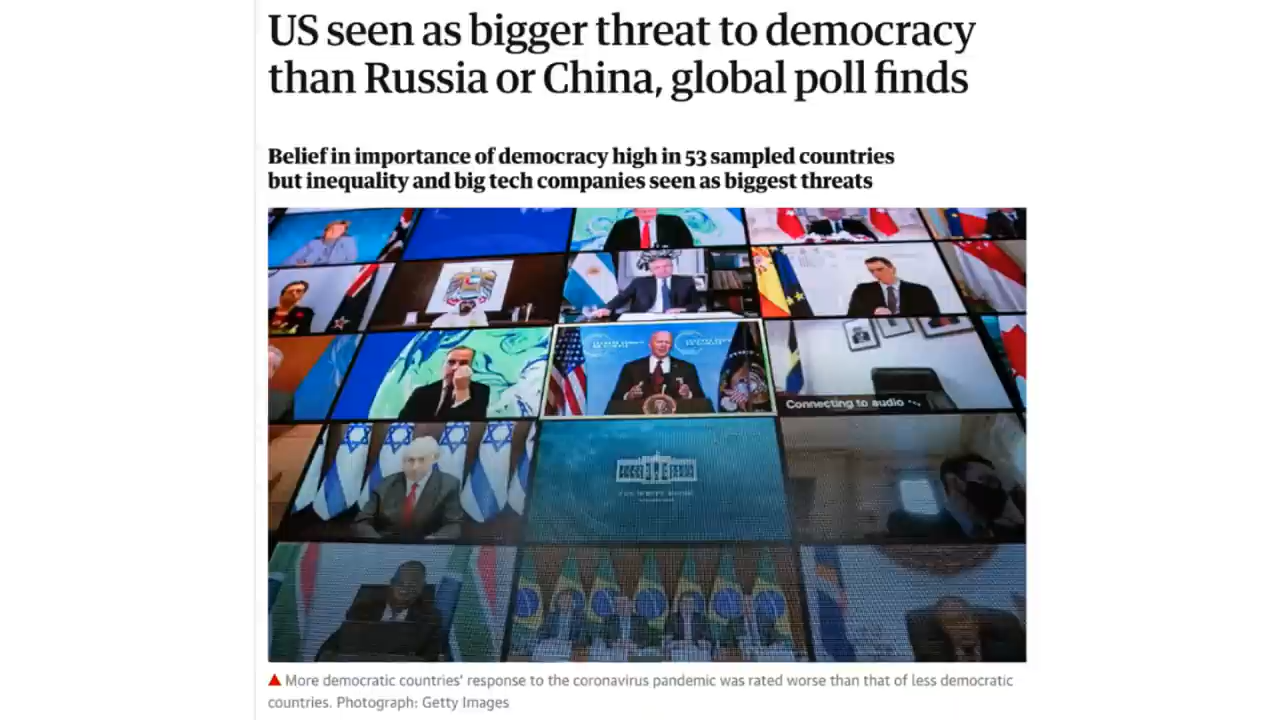 US seen as bigger threat to democracy
than Russia or China, global poll finds
Belief in importance of democracy high in 53 sampled countries
but inequality and big tech companies seen as biggest threats
Connecting to audio ···
THE WHITE HOUSE
▲ More democratic countries' response to the coronavirus pandemic was rated worse than that of less democratic
countries. Photograph: Getty Images